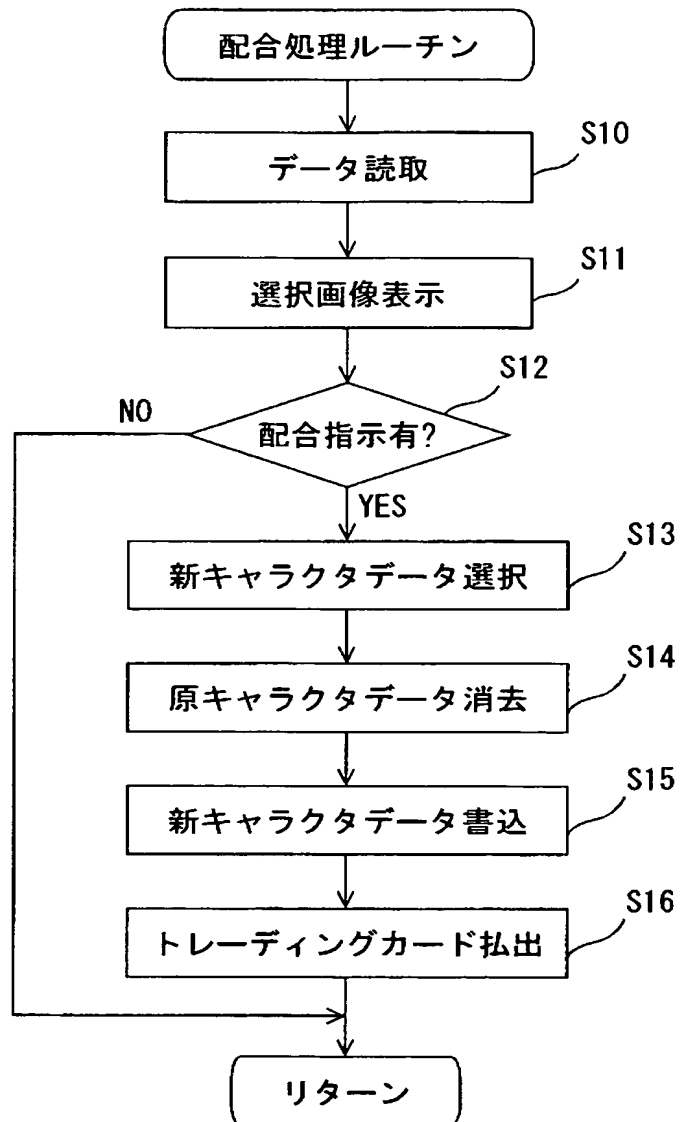 配合処理ルーチン
S10
データ読取
S11
選択画像表示
S12
NO
配合指示有?
YES
S13
新キャラクタデータ選択
S14
原キャラクタデータ消去
S15
新キャラクタデータ書込
S16
トレーディングカード払出
リターン